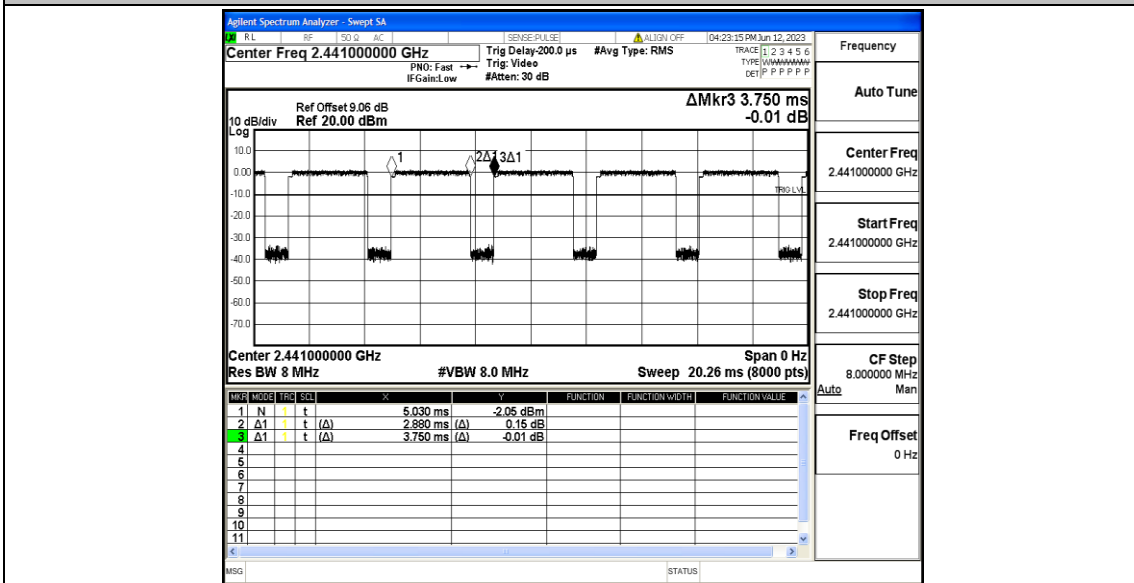 Agilent Spectrum Analyzer - Swept SA
LXI RL RF 50 Ω AC SENSE:PULSE ALIGN OFF 04:23:15 PM Jun 12, 2023
Center Freq 2.441000000 GHz
PNO: Fast
IFGain:Low
Trig Delay-200.0 µs
Trig: Video
#Atten: 30 dB
#Avg Type: RMS
TRACE 1 2 3 4 5 6
TYPE WWWWWW
DET P P P P P P
ΔMkr3 3.750 ms
-0.01 dB
Ref Offset 9.06 dB
10 dB/div Ref 20.00 dBm
Log
10.0
0.00
-10.0
-20.0
-30.0
-40.0
-50.0
-60.0
-70.0
1
2Δ1
3Δ1
TRIG LVL
Center 2.441000000 GHz Span 0 Hz
Res BW 8 MHz #VBW 8.0 MHz Sweep 20.26 ms (8000 pts)
MKR MODE TRC SCL X Y FUNCTION FUNCTION WIDTH FUNCTION VALUE
1 N 1 t 5.030 ms -2.05 dBm
2 Δ1 1 t (Δ) 2.880 ms (Δ) 0.15 dB
3 Δ1 1 t (Δ) 3.750 ms (Δ) -0.01 dB
4
5
6
7
8
9
10
11
MSG STATUS
Frequency
Auto Tune
Center Freq
2.441000000 GHz
Start Freq
2.441000000 GHz
Stop Freq
2.441000000 GHz
CF Step
8.000000 MHz
Auto Man
Freq Offset
0 Hz